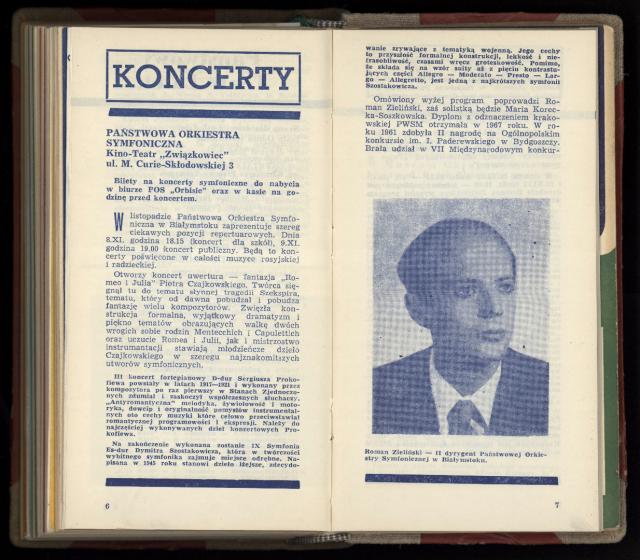 KONCERTY
PAŃSTWOWA ORKIESTRA
SYMFONICZNA
Kino-Teatr „Związkowiec”
ul. M. Curie-Skłodowskiej 3
Bilety na koncerty symfoniczne do nabycia
w biurze POS „Orbisie” oraz w kasie na go-
dzinę przed koncertem.
W listopadzie Państwowa Orkiestra Symfo-
niczna w Białymstoku zaprezentuje szereg
ciekawych pozycji repertuarowych. Dnia
8.XI. godzina 18.15 (koncert dla szkół), 9.XI.
godzina 19.00 koncert publiczny. Będą to kon-
certy poświęcone w całości muzyce rosyjskiej
i radzieckiej.
Otworzy koncert uwertura — fantazja „Ro-
meo i Julia” Piotra Czajkowskiego. Twórca się-
gnął tu do tematu słynnej tragedii Szekspira,
tematu, który od dawna pobudzał i pobudza
fantazję wielu kompozytorów. Zwięzła kon-
strukcja formalna, wyjątkowy dramatyzm i
piękno tematów obrazujących walkę dwóch
wrogich sobie rodzin Montecchich i Capulettich
oraz uczucie Romea i Julii, jak i mistrzostwo
instrumentacji stawiają młodzieńcze dzieło
Czajkowskiego w szeregu najznakomitszych
utworów symfonicznych.
III koncert fortepianowy D-dur Sergiusza Proko-
fiewa powstały w latach 1917—1921 i wykonany przez
kompozytora po raz pierwszy w Stanach Zjednoczo-
nych zdumiał i zaskoczył współczesnych słuchaczy.
„Antyromantyczna” melodyka, żywiołowość i moto-
ryka, dowcip i oryginalność pomysłów instrumental-
nych oto cechy muzyki które celowo przeciwstawiał
romantycznej programowości i ekspresji. Należy do
najczęściej wykonywanych dzieł koncertowych Pro-
kofiewa.
Na zakończenie wykonana zostanie IX Symfonia
Es-dur Dymitra Szostakowicza, która w twórczości
wybitnego symfonika zajmuje miejsce odrębne. Na-
pisana w 1945 roku stanowi dzieło lżejsze, zdecydo-
6
wanie zrywające z tematyką wojenną. Jego cechy
to przyszłość formalnej konstrukcji, lekkość i nie-
frasobliwość, czasami wręcz groteskowość. Pomimo,
że składa się na wzór suity aż z pięciu kontrastu-
jących części Allegro — Moderato — Presto — Lar-
go — Allegretto, jest jedną z najkrótszych symfonii
Szostakowicza.
Omówiony wyżej program poprowadzi Ro-
man Zieliński, zaś solistką będzie Maria Korec-
ka-Soszkowska. Dyplom z odznaczeniem krako-
wskiej PWSM otrzymała w 1967 roku. W ro-
ku 1961 zdobyła II nagrodę na Ogólnopolskim
konkursie im. I. Paderewskiego w Bydgoszczy.
Brała udział w VII Międzynarodowym konkur-
Roman Zieliński — II dyrygent Państwowej Orkie-
stry Symfonicznej w Białymstoku.
7